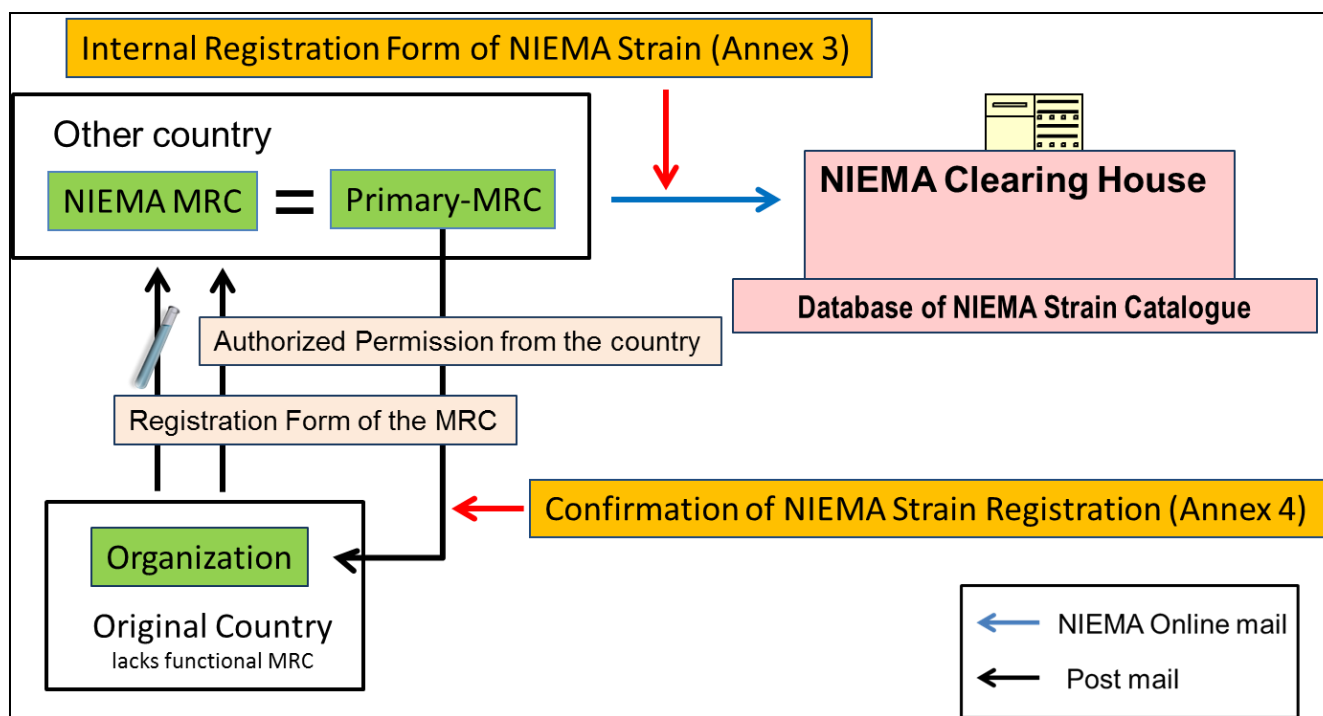 Internal Registration Form of NIEMA Strain (Annex 3)
Other country
NIEMA MRC = Primary-MRC
NIEMA Clearing House
Database of NIEMA Strain Catalogue
Authorized Permission from the country
Registration Form of the MRC
Confirmation of NIEMA Strain Registration (Annex 4)
Organization
Original Country
lacks functional MRC
NIEMA Online mail
Post mail